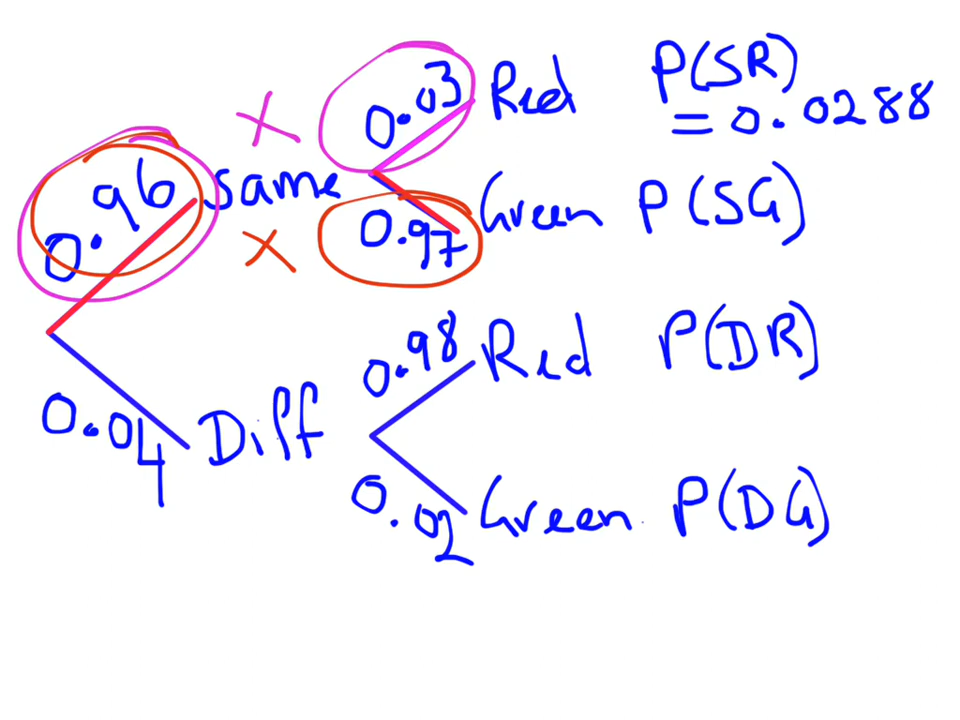 0.03 Red P(SR)
= 0.0288
×
0.96 Same
Green P(SG)
× 0.97
0.98 Red P(DR)
0.04 Diff
0.02 Green P(DG)